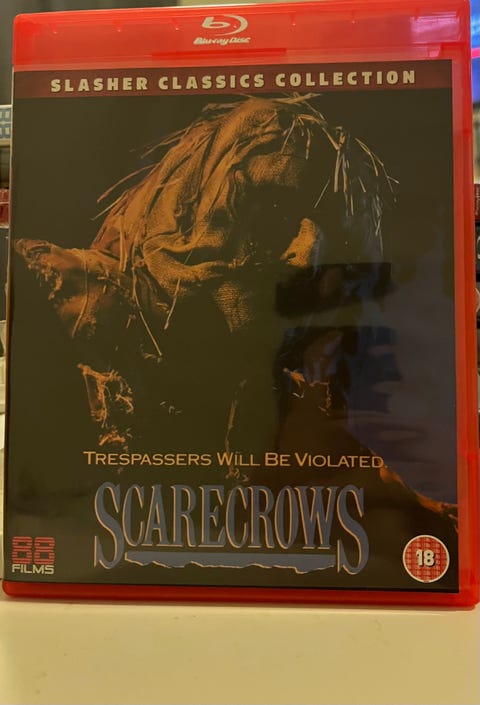 Blu-ray Disc
SLASHER CLASSICS COLLECTION
TRESPASSERS WILL BE VIOLATED.
SCARECROWS
88
FILMS
18